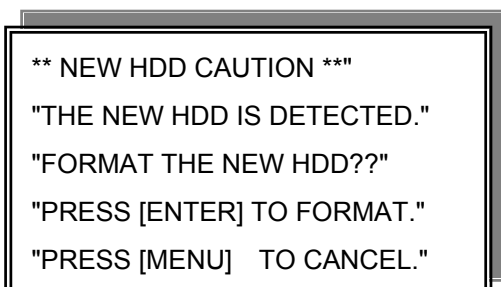 ** NEW HDD CAUTION **"
"THE NEW HDD IS DETECTED."
"FORMAT THE NEW HDD??"
"PRESS [ENTER] TO FORMAT."
"PRESS [MENU]   TO CANCEL."